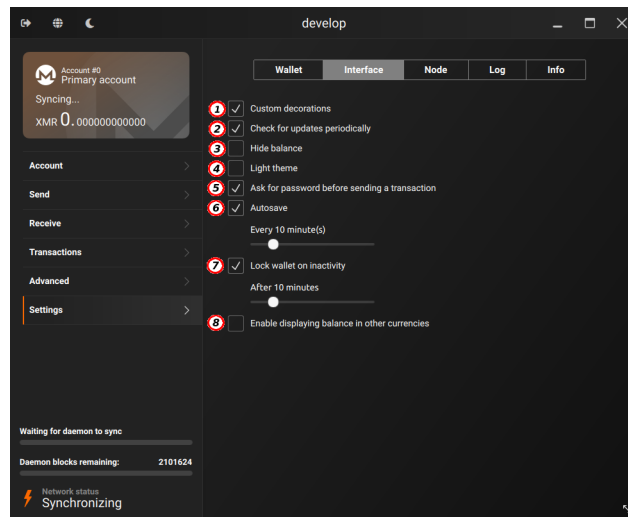 develop
Account #0
Primary account
Syncing...
XMR 0.000000000000
Account
Send
Receive
Transactions
Advanced
Settings
Waiting for daemon to sync
Daemon blocks remaining: 2101624
Network status
Synchronizing
Wallet Interface Node Log Info
1 Custom decorations
2 Check for updates periodically
3 Hide balance
4 Light theme
5 Ask for password before sending a transaction
6 Autosave
Every 10 minute(s)
7 Lock wallet on inactivity
After 10 minutes
8 Enable displaying balance in other currencies